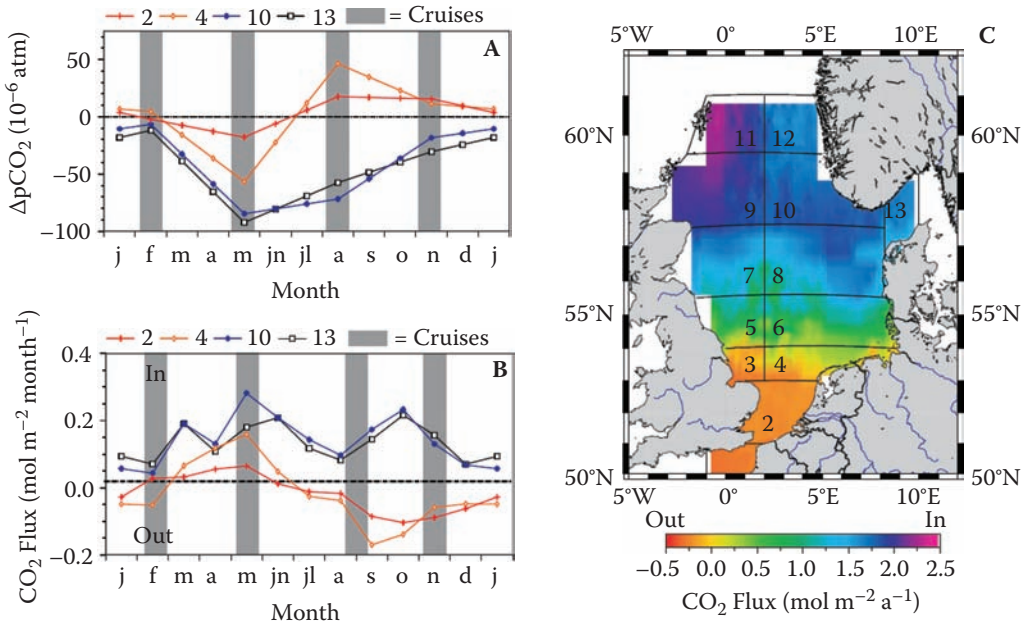 2 4 10 13 = Cruises
A
ΔpCO₂ (10⁻⁶ atm)
50
0
−50
−100
j f m a m jn jl a s o n d j
Month
2 4 10 13 = Cruises
B
CO₂ Flux (mol m⁻² month⁻¹)
0.4
0.2
0.0
−0.2
In
Out
j f m a m jn jl a s o n d j
Month
C
5°W 0° 5°E 10°E
60°N 60°N
55°N 55°N
50°N 50°N
11 12
9 10 13
7 8
5 6
3 4
2
5°W 0° 5°E 10°E
Out In
−0.5 0.0 0.5 1.0 1.5 2.0 2.5
CO₂ Flux (mol m⁻² a⁻¹)